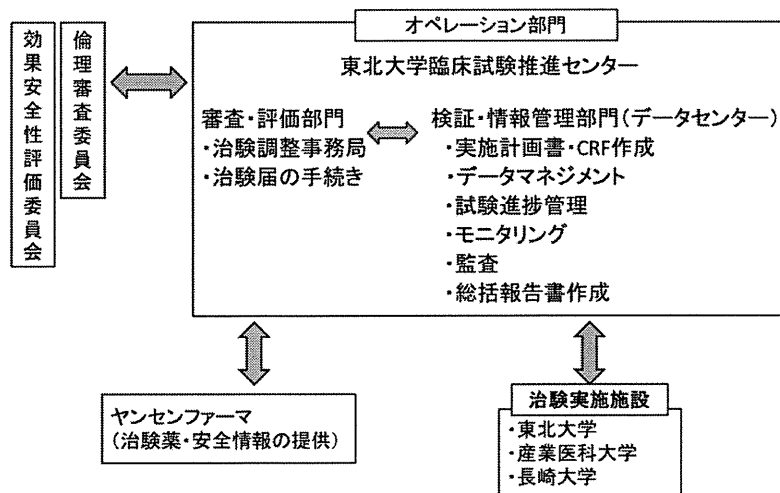 効果安全性評価委員会
倫理審査委員会
オペレーション部門
東北大学臨床試験推進センター
審査・評価部門
・治験調整事務局
・治験届の手続き
検証・情報管理部門(データセンター)
・実施計画書・CRF作成
・データマネジメント
・試験進捗管理
・モニタリング
・監査
・総括報告書作成
ヤンセンファーマ
(治験薬・安全情報の提供)
治験実施施設
・東北大学
・産業医科大学
・長崎大学